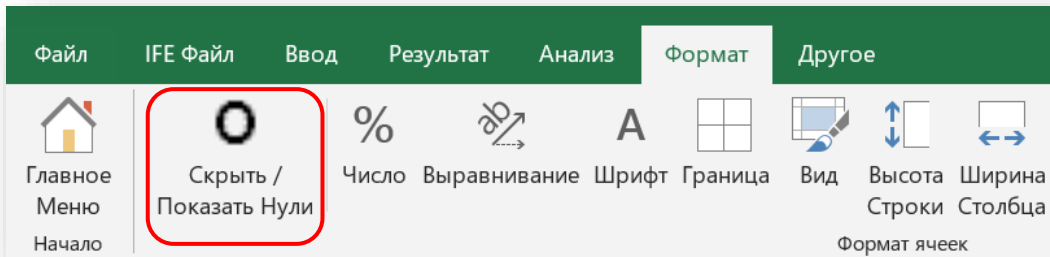 Файл IFE Файл Ввод Результат Анализ Формат Другое
O % A
Главное Скрыть / Число Выравнивание Шрифт Граница Вид Высота Ширина
Меню Показать Нули Строки Столбца
Начало Формат ячеек